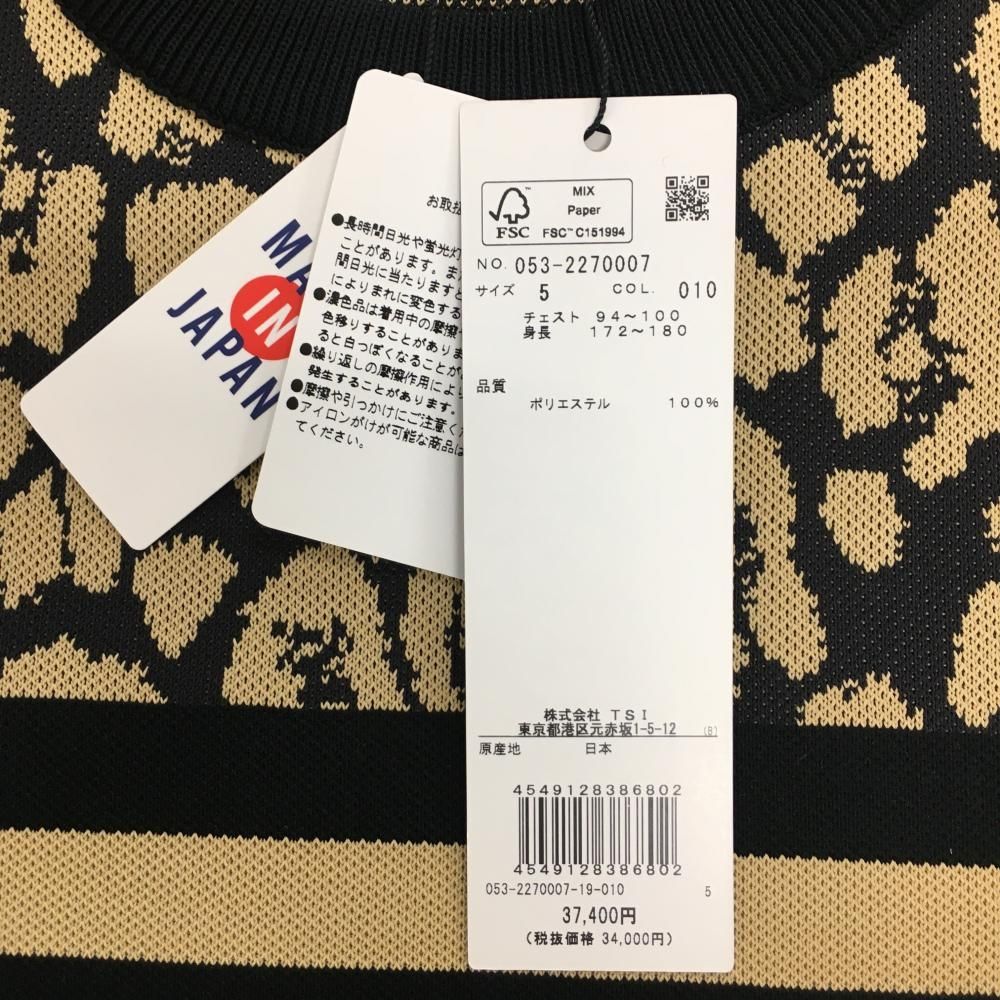 MIX
Paper
FSC
FSC™ C151994
NO. 053-2270007
サイズ 5 COL. 010
チェスト 94～100
身長 172～180
品質
ポリエステル 100%
株式会社 TSI
東京都港区元赤坂1-5-12 (B)
原産地 日本
4549128386802
4549128386802
053-2270007-19-010 5
37,400円
(税抜価格 34,000円)
お取扱
●長時間日光や蛍光灯
ことがあります。ま
間日光に当たりますと
によりまれに変色する
●濃色品は着用中の摩擦
色移りすることがありま
ると白っぽくなることが
●繰り返しの摩擦作用により
発生することがあります。
●摩擦や引っかけにご注意く
●アイロンがけが可能な商品は
てください。
MA
IN
JAPAN